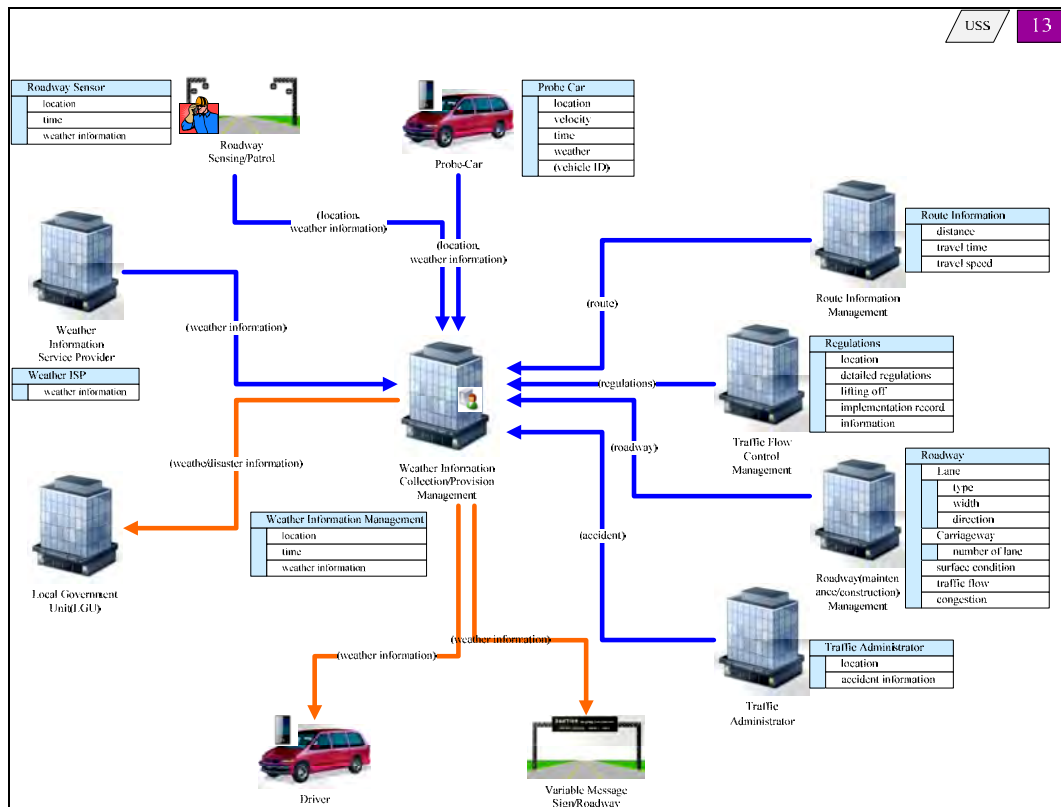 USS
13
Roadway Sensor
location
time
weather information
Roadway
Sensing/Patrol
Probe-Car
Probe Car
location
velocity
time
weather
(vehicle ID)
(location,
weather information)
(location,
weather information)
Weather
Information
Service Provider
(weather information)
Weather ISP
weather information
Route Information
Management
Route Information
distance
travel time
travel speed
(route)
Traffic Flow
Control
Management
Regulations
location
detailed regulations
lifting off
implementation record
information
(regulations)
Weather Information
Collection/Provision
Management
Weather Information Management
location
time
weather information
(weathe/disaster information)
Local Government
Unit(LGU)
(roadway)
Roadway(mainten
ance/construction)
Management
Roadway
Lane
type
width
direction
Carriageway
number of lane
surface condition
traffic flow
congestion
(accident)
Traffic
Administrator
Traffic Administrator
location
accident information
(weather information)
(weather information)
Driver
Variable Message
Sign/Roadway